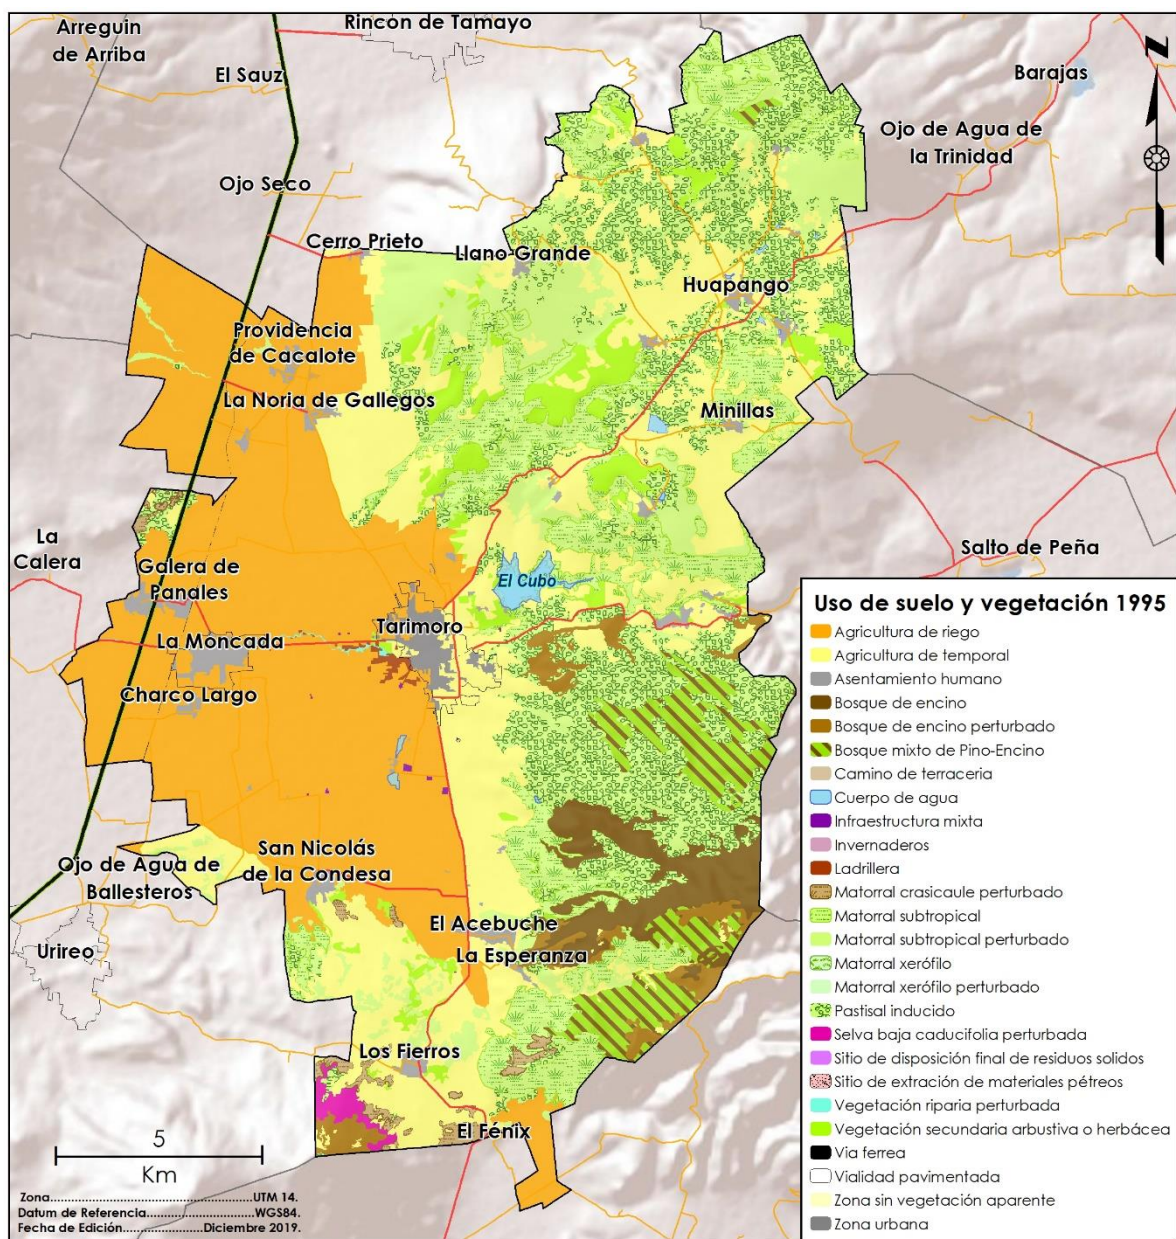 Arreguin
de Arriba
Rincón de Tamayo
El Sauz
Barajas
Ojo de Agua de
la Trinidad
Z
Ojo Seco
Cerro Prieto
Llano Grande
Huapango
Providencia
de Cacalote
La Noria de Gallegos
Minillas
La
Calera
Galera de
Panales
El Cubo
Salto de Peña
Tarimoro
La Moncada
Charco Largo
San Nicolás
de la Condesa
Ojo de Agua de
Ballesteros
El Acebuche
Urireo
La Esperanza
Los Fierros
El Fénix
5
Km
Zona..................................................UTM 14.
Datum de Referencia.........................WGS84.
Fecha de Edición........................Diciembre 2019.
Uso de suelo y vegetación 1995
Agricultura de riego
Agricultura de temporal
Asentamiento humano
Bosque de encino
Bosque de encino perturbado
Bosque mixto de Pino-Encino
Camino de terraceria
Cuerpo de agua
Infraestructura mixta
Invernaderos
Ladrillera
Matorral crasicaule perturbado
Matorral subtropical
Matorral subtropical perturbado
Matorral xerófilo
Matorral xerófilo perturbado
Pastisal inducido
Selva baja caducifolia perturbada
Sitio de disposición final de residuos solidos
Sitio de extracción de materiales pétreos
Vegetación riparia perturbada
Vegetación secundaria arbustiva o herbácea
Via ferrea
Vialidad pavimentada
Zona sin vegetación aparente
Zona urbana